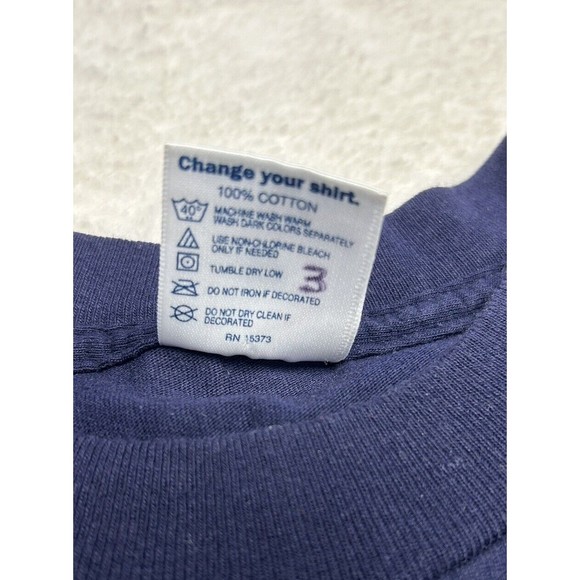 Change your shirt.
100% COTTON
40°
MACHINE WASH WARM
WASH DARK COLORS SEPARATELY
USE NON-CHLORINE BLEACH
ONLY IF NEEDED
TUMBLE DRY LOW
3
DO NOT IRON IF DECORATED
DO NOT DRY CLEAN IF
DECORATED
RN 15373